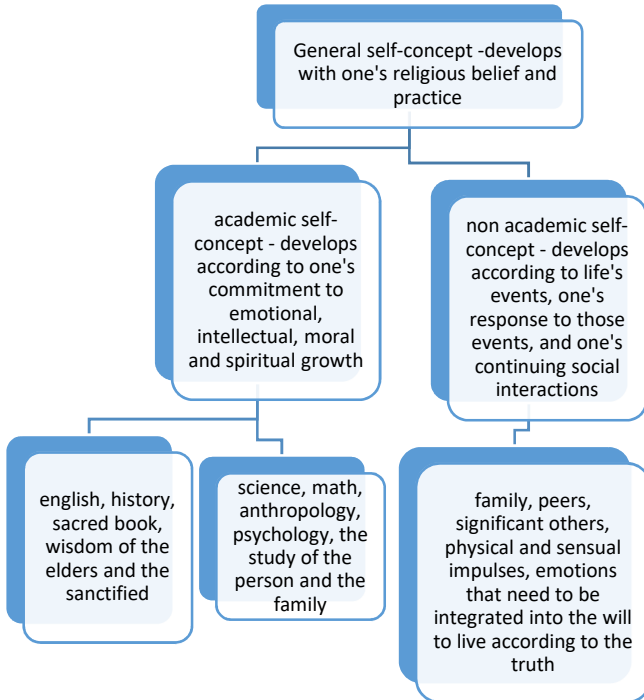 General self-concept -develops
with one's religious belief and
practice
academic self-
concept - develops
according to one's
commitment to
emotional,
intellectual, moral
and spiritual growth
non academic self-
concept - develops
according to life's
events, one's
response to those
events, and one's
continuing social
interactions
english, history,
sacred book,
wisdom of the
elders and the
sanctified
science, math,
anthropology,
psychology, the
study of the
person and the
family
family, peers,
significant others,
physical and sensual
impulses, emotions
that need to be
integrated into the will
to live according to the
truth